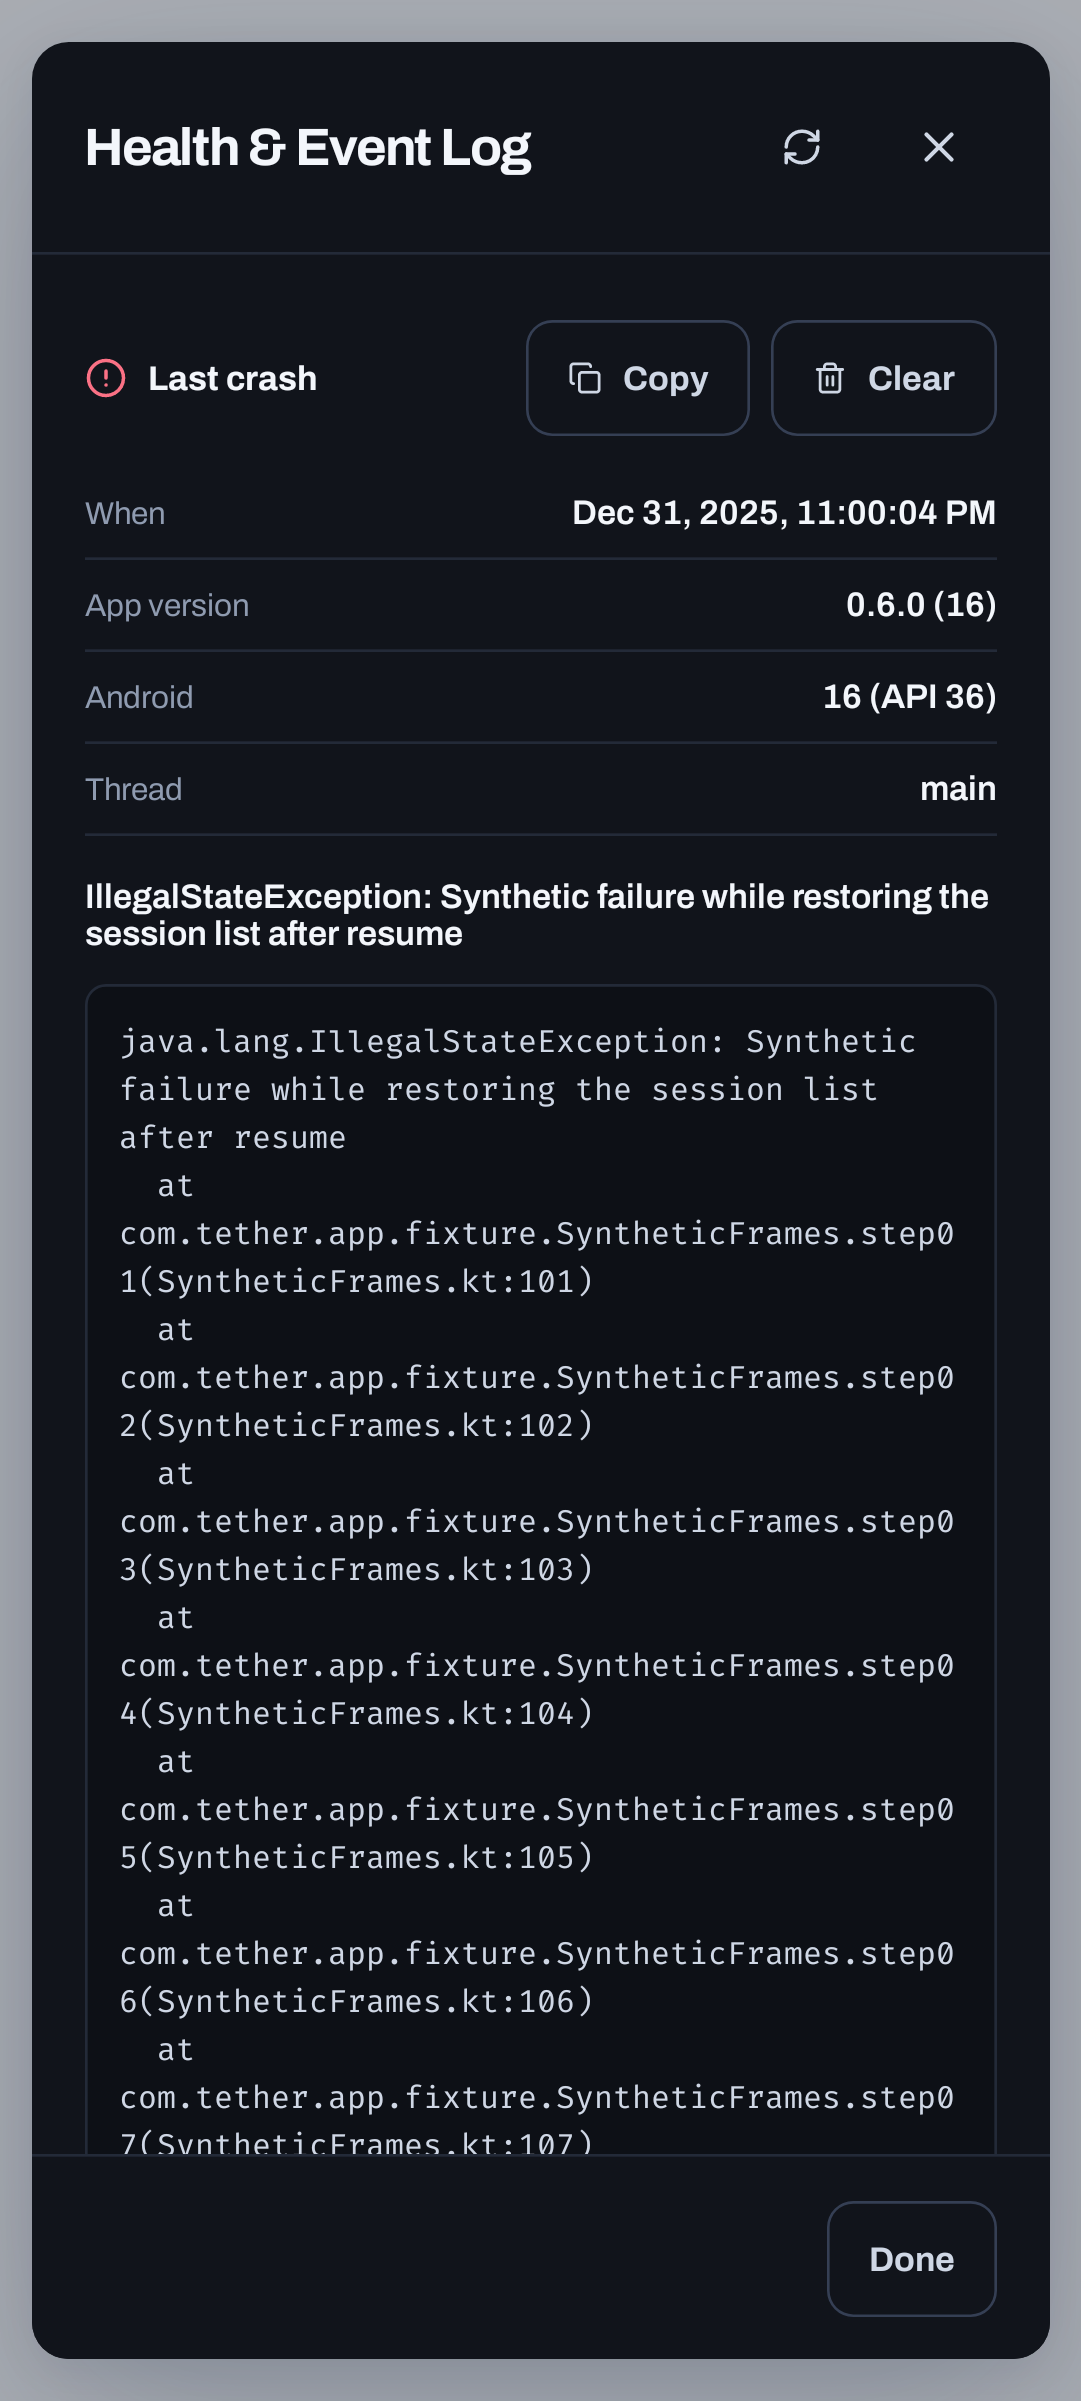 Health & Event Log
Last crash
Copy
Clear
When
Dec 31, 2025, 11:00:04 PM
App version
0.6.0 (16)
Android
16 (API 36)
Thread
main
IllegalStateException: Synthetic failure while restoring the
session list after resume
java.lang.IllegalStateException: Synthetic
failure while restoring the session list
after resume
  at
com.tether.app.fixture.SyntheticFrames.step0
1(SyntheticFrames.kt:101)
  at
com.tether.app.fixture.SyntheticFrames.step0
2(SyntheticFrames.kt:102)
  at
com.tether.app.fixture.SyntheticFrames.step0
3(SyntheticFrames.kt:103)
  at
com.tether.app.fixture.SyntheticFrames.step0
4(SyntheticFrames.kt:104)
  at
com.tether.app.fixture.SyntheticFrames.step0
5(SyntheticFrames.kt:105)
  at
com.tether.app.fixture.SyntheticFrames.step0
6(SyntheticFrames.kt:106)
  at
com.tether.app.fixture.SyntheticFrames.step0
7(SyntheticFrames.kt:107)
Done